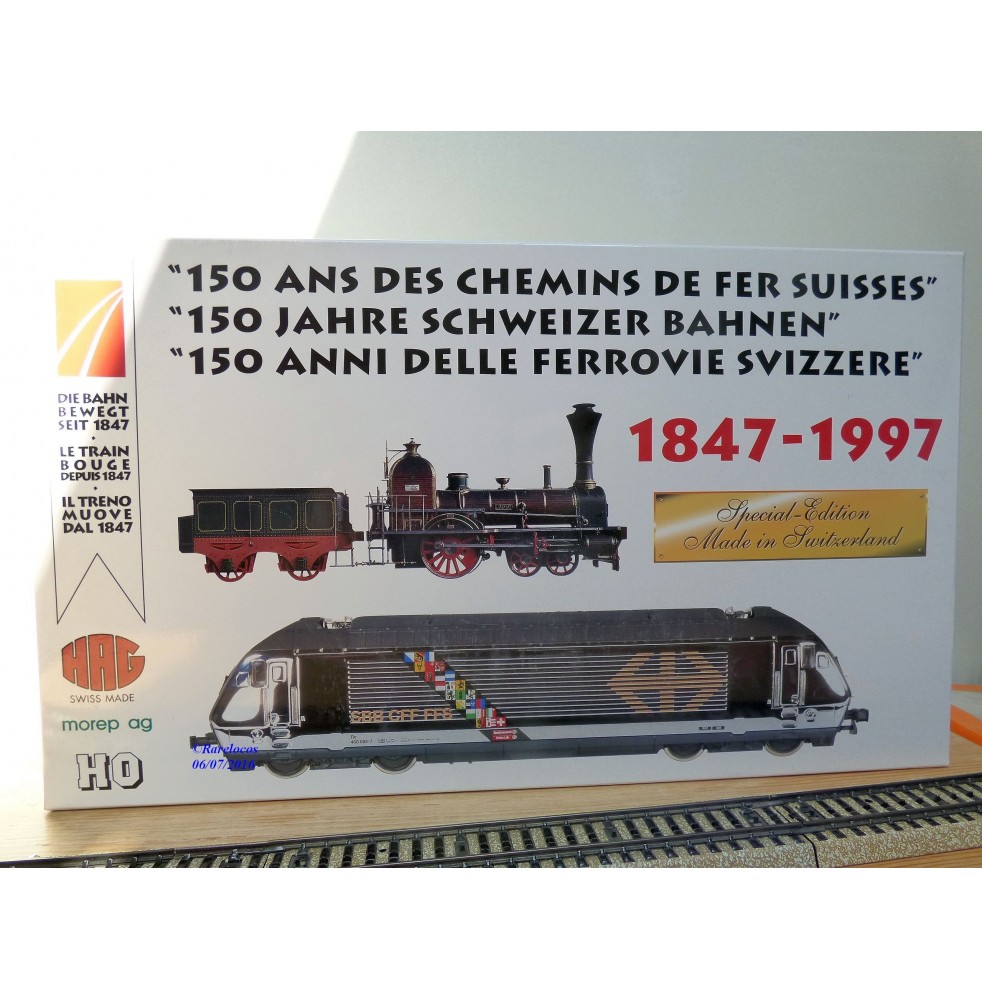 "150 ANS DES CHEMINS DE FER SUISSES"
"150 JAHRE SCHWEIZER BAHNEN"
"150 ANNI DELLE FERROVIE SVIZZERE"
1847-1997
Special-Edition
Made in Switzerland
DIE BAHN
BEWEGT
SEIT 1847
·
LE TRAIN
BOUGE
DEPUIS 1847
·
IL TRENO
MUOVE
DAL 1847
HAG
SWISS MADE
morep ag
HO
SBB CFF FFS
©Rarelocos
06/07/2016